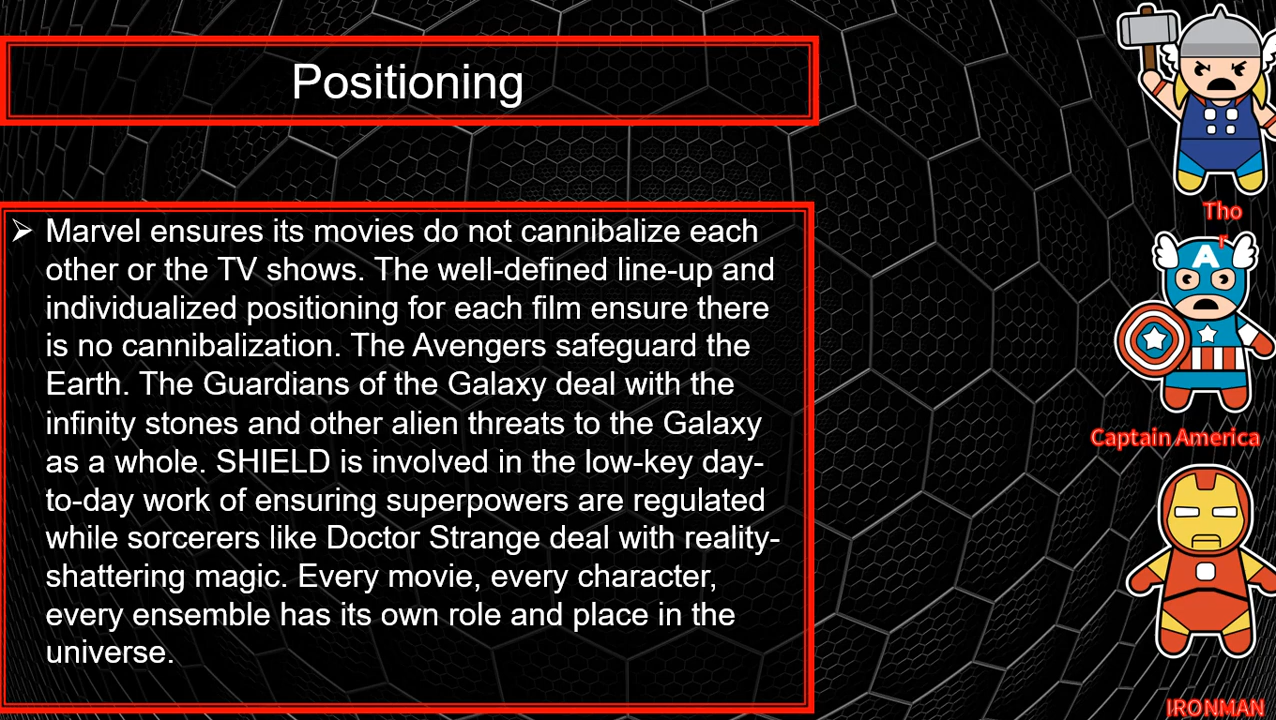 Positioning
➢ Marvel ensures its movies do not cannibalize each
other or the TV shows. The well-defined line-up and
individualized positioning for each film ensure there
is no cannibalization. The Avengers safeguard the
Earth. The Guardians of the Galaxy deal with the
infinity stones and other alien threats to the Galaxy
as a whole. SHIELD is involved in the low-key day-
to-day work of ensuring superpowers are regulated
while sorcerers like Doctor Strange deal with reality-
shattering magic. Every movie, every character,
every ensemble has its own role and place in the
universe.
Tho
r
A
Captain America
IRONMAN